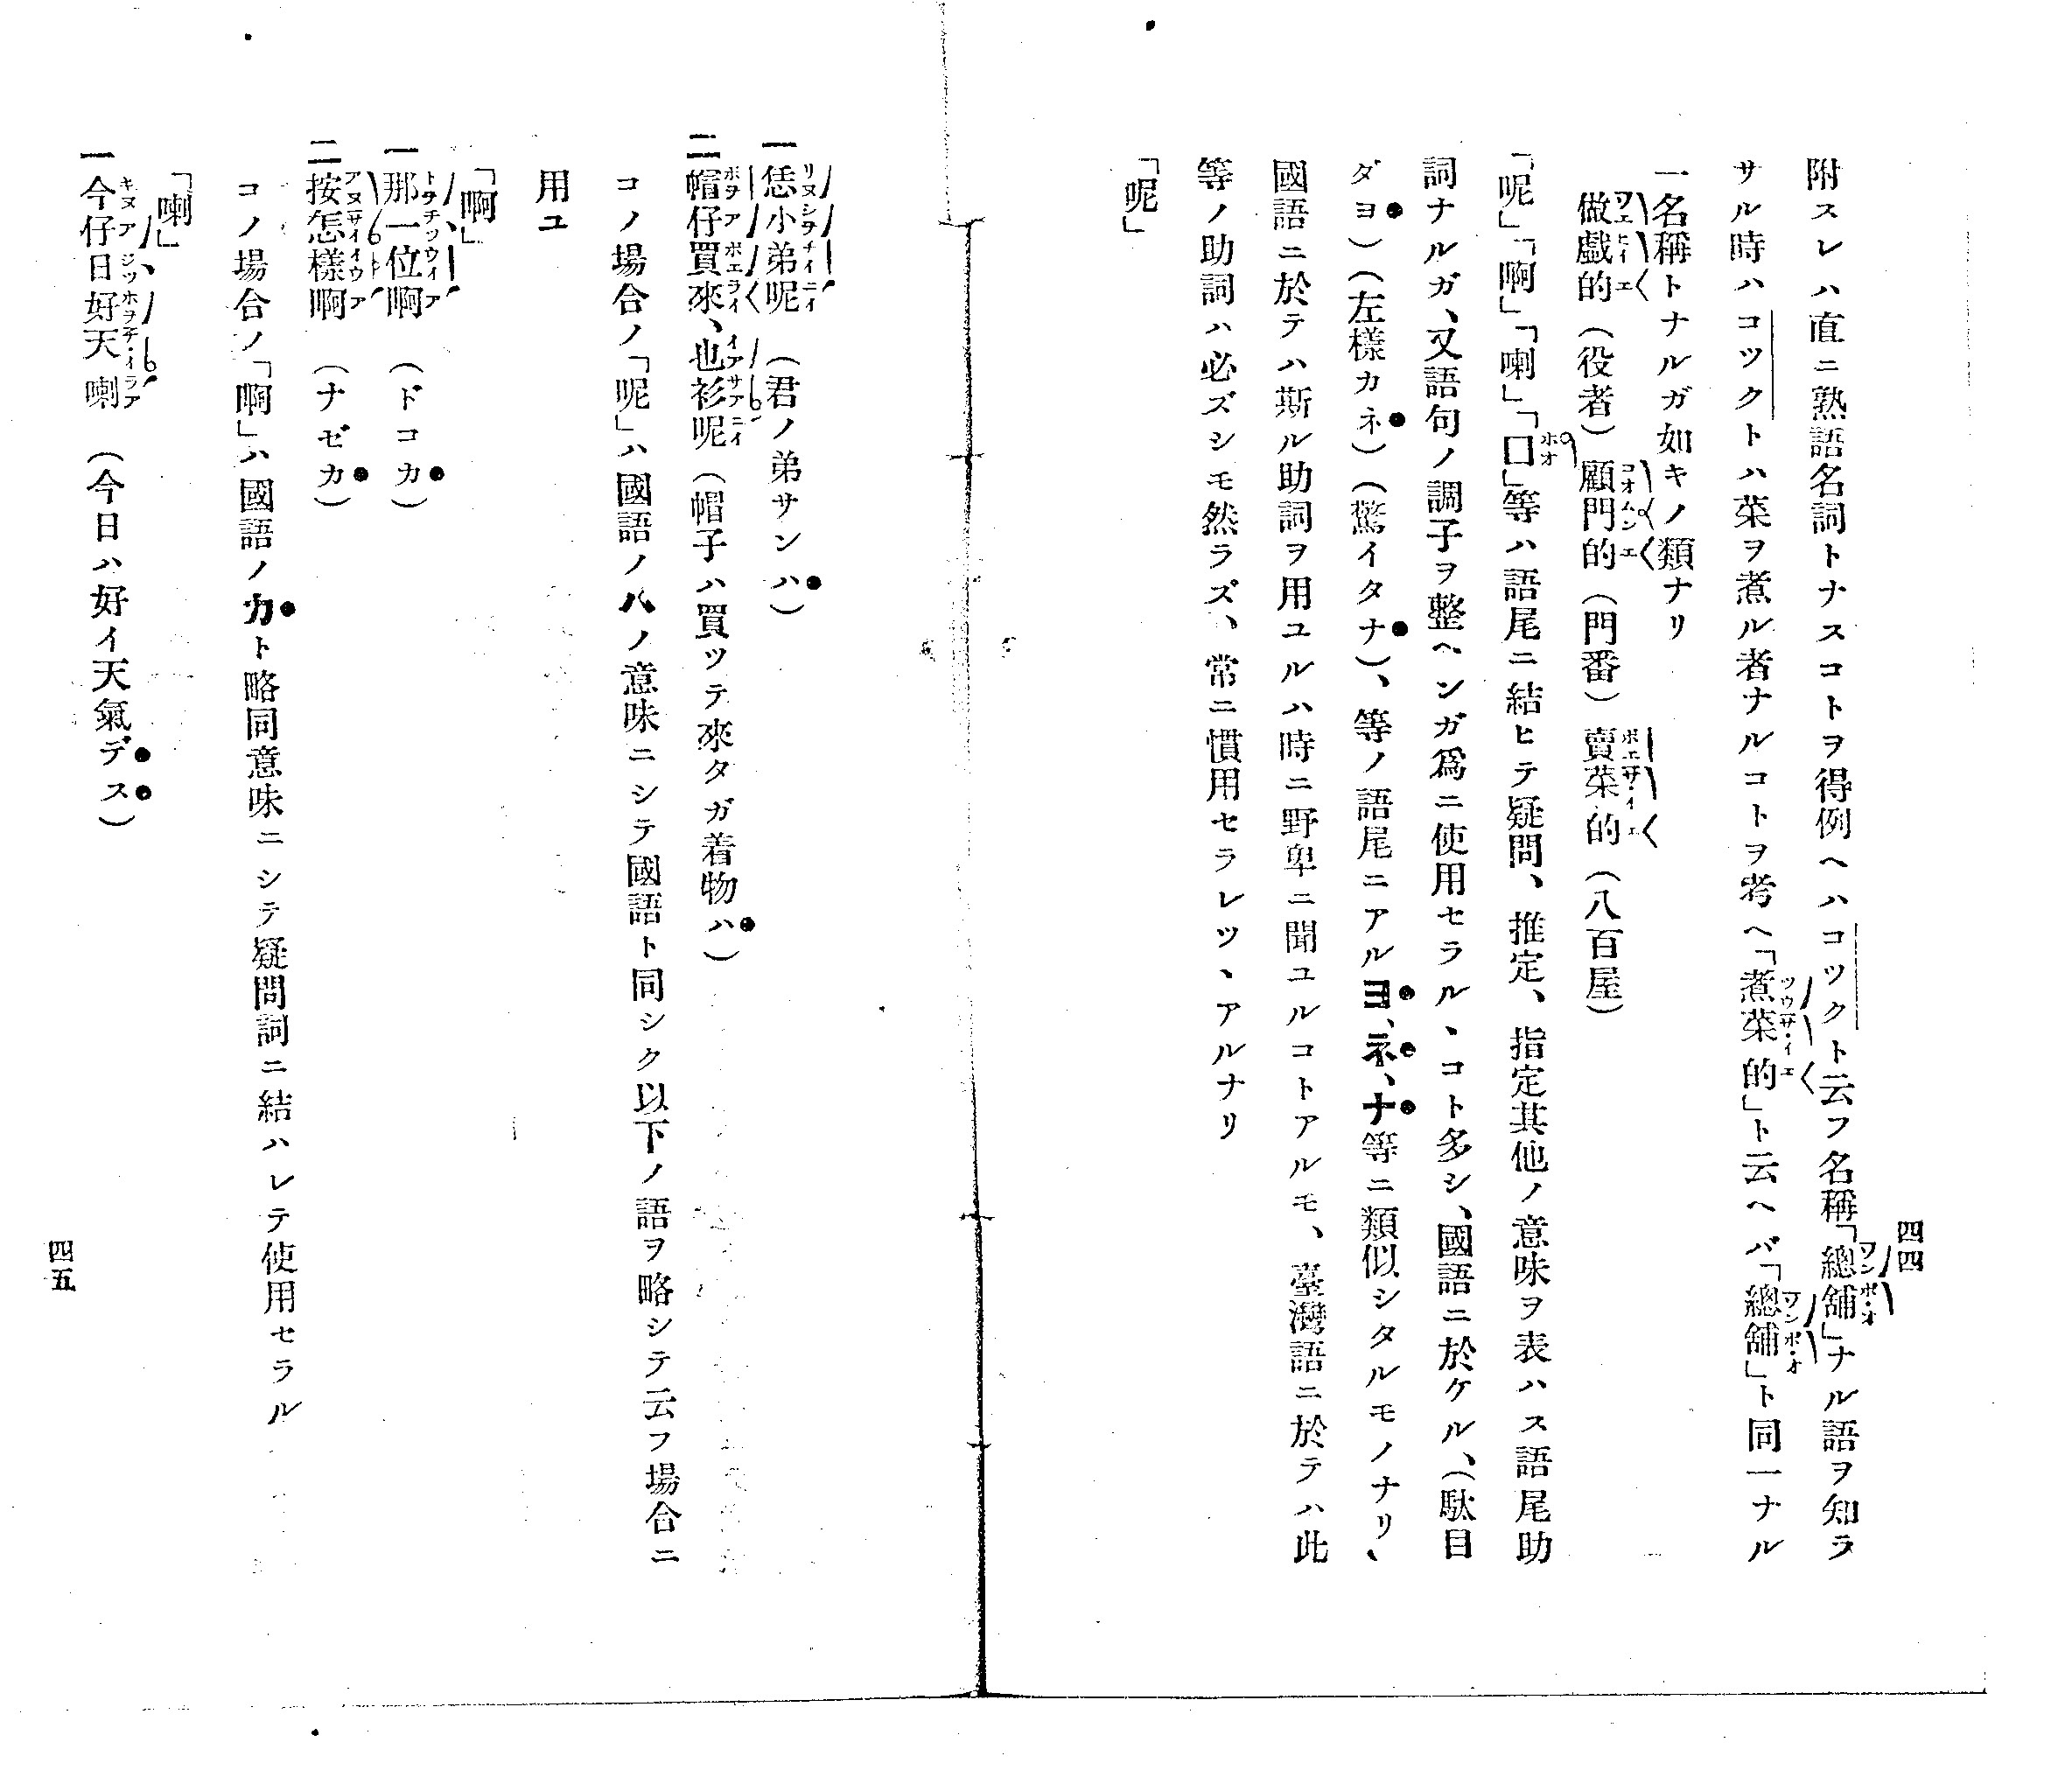 四四
附スレハ直ニ熟語名詞トナスコトヲ得例ヘハコツクト云フ名稱「總舖」ナル語ヲ知ラ
サル時ハコツクトハ菜ヲ煮ル者ナルコトヲ考ヘ「煮菜的」ト云ヘバ「總舖」ト同一ナル
一名稱トナルガ如キノ類ナリ
做戲的（役者）顧門的（門番）賣菜的（八百屋）
「呢」「啊」「喇」「口」等ハ語尾ニ結ヒテ疑問、推定、指定其他ノ意味ヲ表ハス語尾助
詞ナルガ、又語句ノ調子ヲ整ヘンガ爲ニ使用セラル、コト多シ、國語ニ於ケル、（駄目
ダヨ）（左樣カネ）（驚イタナ）、等ノ語尾ニアルヨ、ネ、ナ等ニ類似シタルモノナリ、
國語ニ於テハ斯ル助詞ヲ用ユルハ時ニ野卑ニ聞ユルコトアルモ、臺灣語ニ於テハ此
等ノ助詞ハ必ズシモ然ラズ、常ニ慣用セラレツ、アルナリ
「呢」
一恁小弟呢（君ノ弟サンハ）
二帽仔買來、也衫呢（帽子ハ買ツテ來タガ着物ハ）
コノ場合ノ「呢」ハ國語ノハノ意味ニシテ國語ト同シク以下ノ語ヲ略シテ云フ場合ニ
用ユ
「啊」
一那一位啊（ドコカ）
二按怎樣啊（ナゼカ）
コノ場合ノ「啊」ハ國語ノカト略同意味ニシテ疑問詞ニ結ハレテ使用セラル
「喇」
一今仔日好天喇（今日ハ好イ天氣デス）
四五